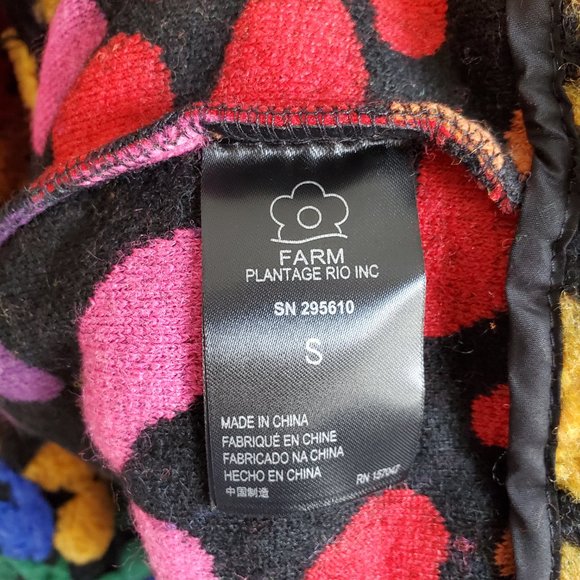 FARM
PLANTAGE RIO INC
SN 295610
S
MADE IN CHINA
FABRIQUÉ EN CHINE
FABRICADO NA CHINA
HECHO EN CHINA
中国制造
RN 157047